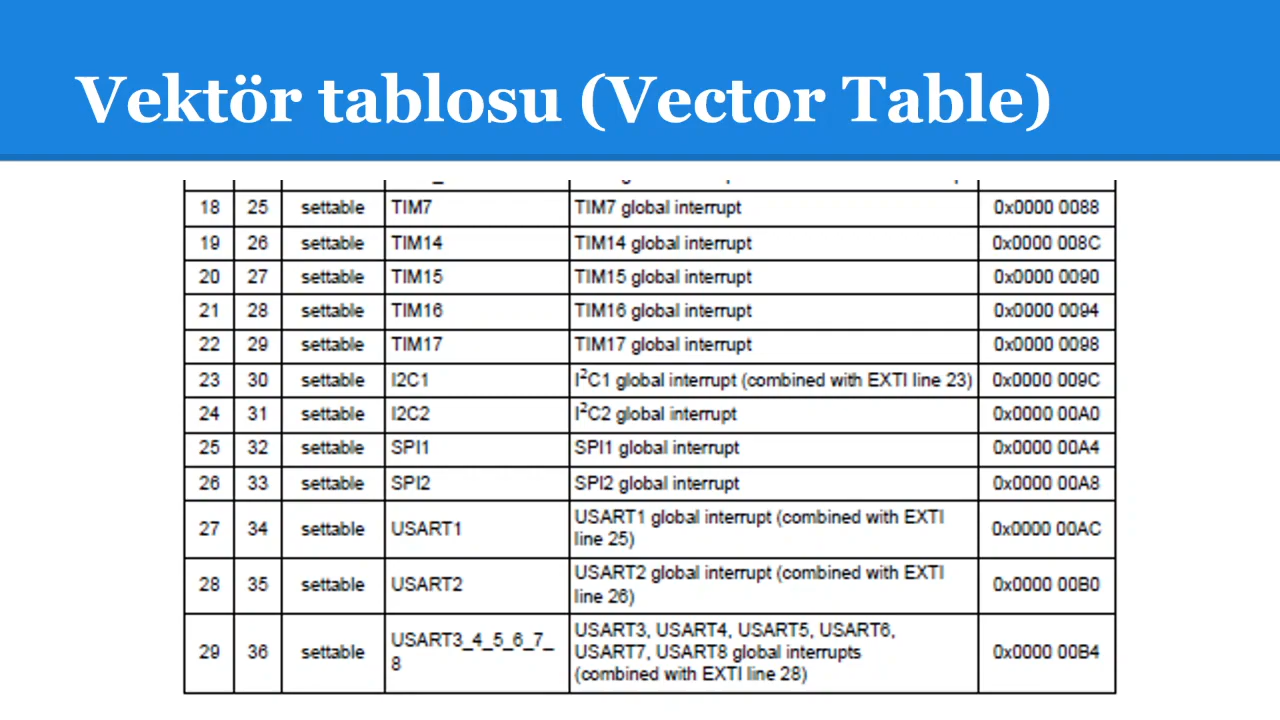 Vektör tablosu (Vector Table)
18 25 settable TIM7 TIM7 global interrupt 0x0000 0088
19 26 settable TIM14 TIM14 global interrupt 0x0000 008C
20 27 settable TIM15 TIM15 global interrupt 0x0000 0090
21 28 settable TIM16 TIM16 global interrupt 0x0000 0094
22 29 settable TIM17 TIM17 global interrupt 0x0000 0098
23 30 settable I2C1 I²C1 global interrupt (combined with EXTI line 23) 0x0000 009C
24 31 settable I2C2 I²C2 global interrupt 0x0000 00A0
25 32 settable SPI1 SPI1 global interrupt 0x0000 00A4
26 33 settable SPI2 SPI2 global interrupt 0x0000 00A8
27 34 settable USART1 USART1 global interrupt (combined with EXTI
line 25) 0x0000 00AC
28 35 settable USART2 USART2 global interrupt (combined with EXTI
line 26) 0x0000 00B0
29 36 settable USART3_4_5_6_7_
8 USART3, USART4, USART5, USART6,
USART7, USART8 global interrupts
(combined with EXTI line 28) 0x0000 00B4